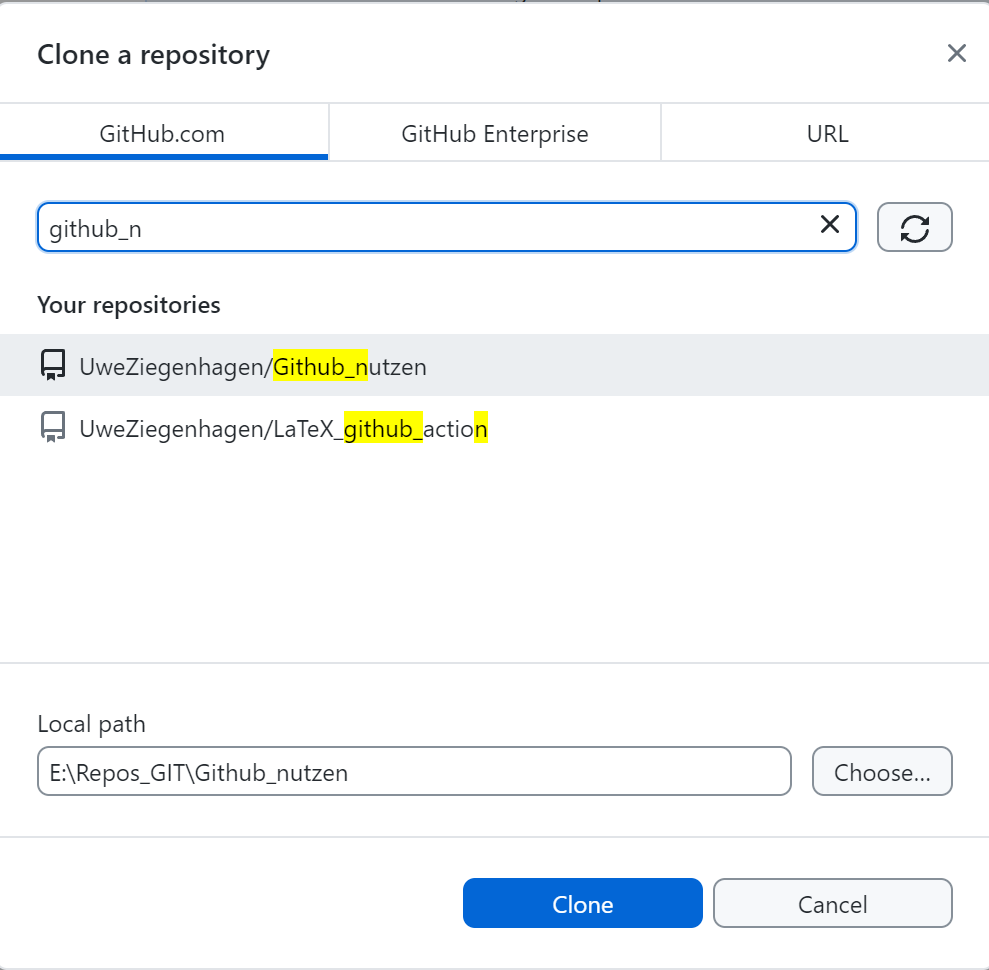 Clone a repository
GitHub.com
GitHub Enterprise
URL
github_n
Your repositories
UweZiegenhagen/Github_nutzen
UweZiegenhagen/LaTeX_github_action
Local path
E:\Repos_GIT\Github_nutzen
Choose...
Clone
Cancel